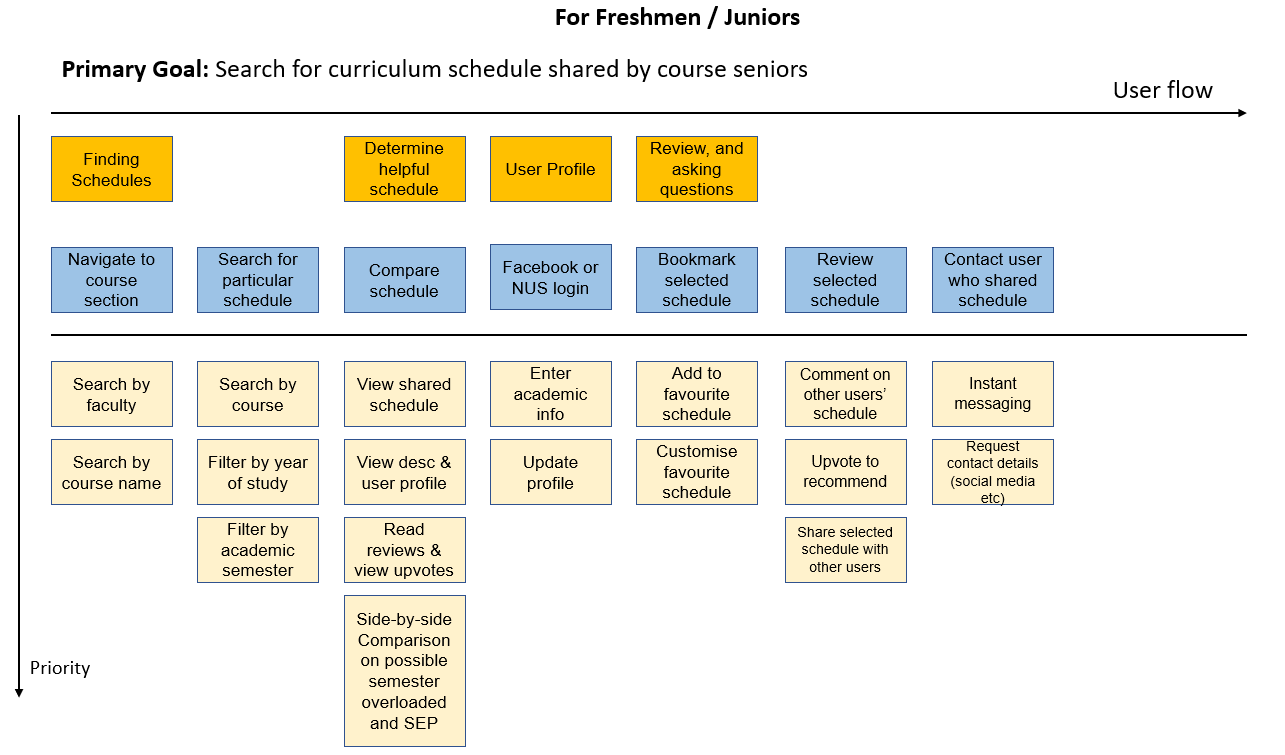 For Freshmen / Juniors
Primary Goal: Search for curriculum schedule shared by course seniors
User flow
Finding
Schedules
Determine
helpful
schedule
User Profile
Review, and
asking
questions
Navigate to
course
section
Search for
particular
schedule
Compare
schedule
Facebook or
NUS login
Bookmark
selected
schedule
Review
selected
schedule
Contact user
who shared
schedule
Search by
faculty
Search by
course
View shared
schedule
Enter
academic
info
Add to
favourite
schedule
Comment on
other users’
schedule
Instant
messaging
Search by
course name
Filter by year
of study
View desc &
user profile
Update
profile
Customise
favourite
schedule
Upvote to
recommend
Request
contact details
(social media
etc)
Filter by
academic
semester
Read
reviews &
view upvotes
Share selected
schedule with
other users
Side-by-side
Comparison
on possible
semester
overloaded
and SEP
Priority